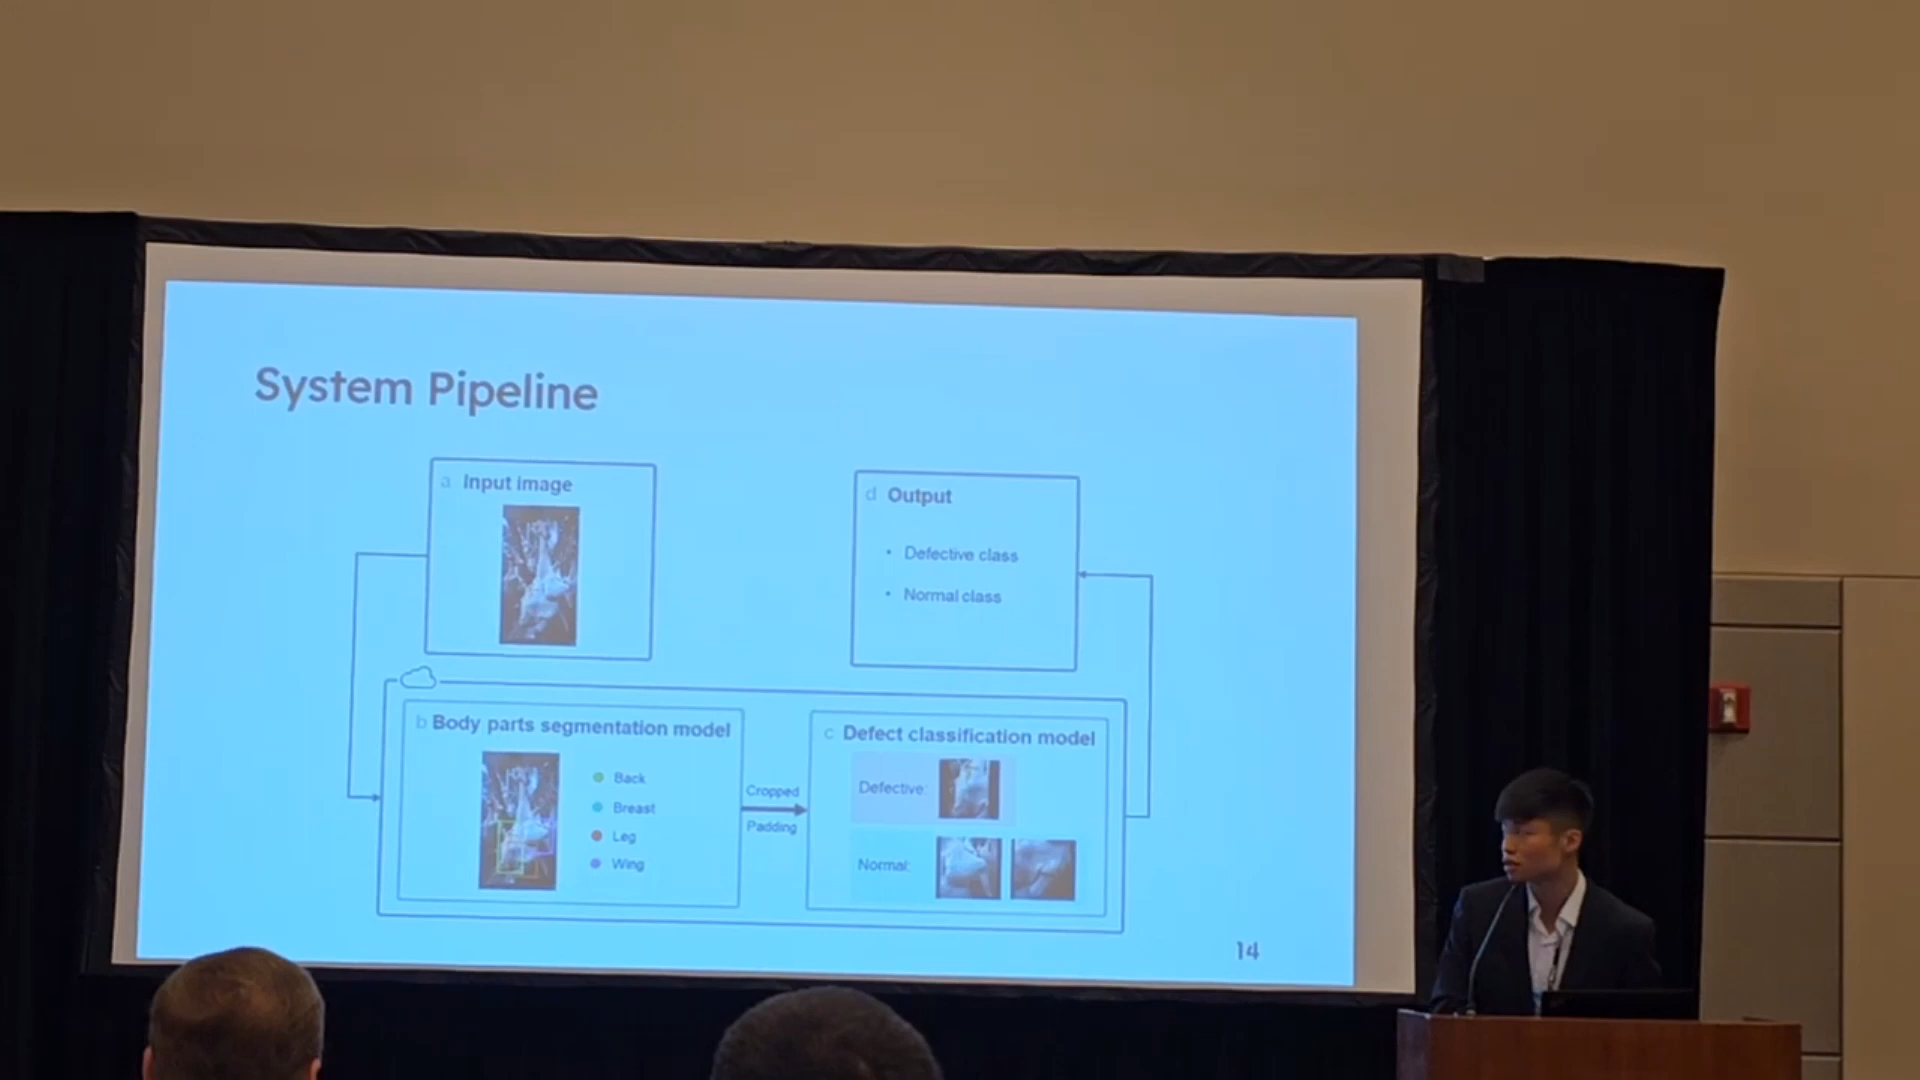 System Pipeline
a Input image
d Output
• Defective class
• Normal class
b Body parts segmentation model
Back
Breast
Leg
Wing
Cropped
Padding
c Defect classification model
Defective:
Normal:
14